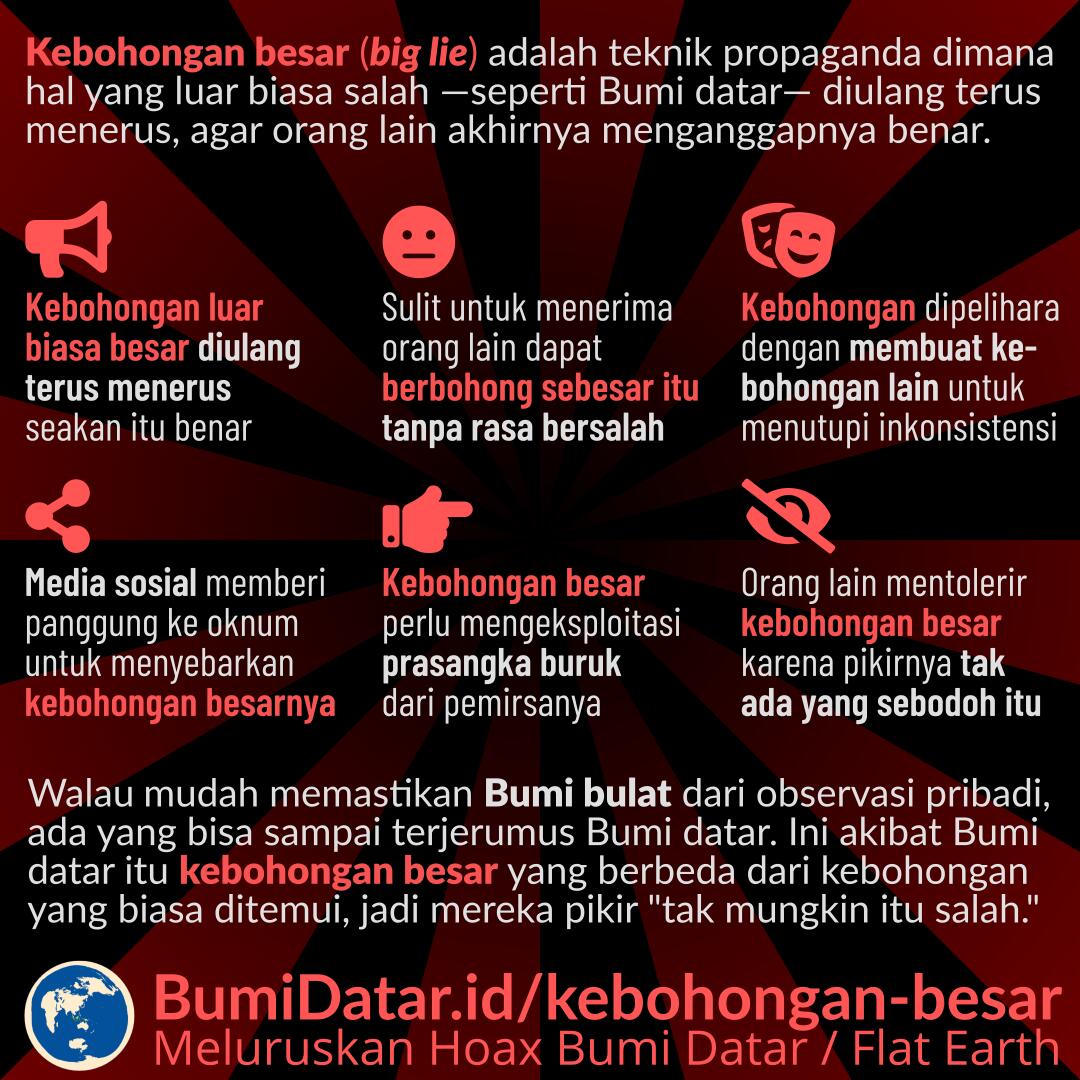 Kebohongan besar (big lie) adalah teknik propaganda dimana
hal yang luar biasa salah —seperti Bumi datar— diulang terus
menerus, agar orang lain akhirnya menganggapnya benar.
Kebohongan luar
biasa besar diulang
terus menerus
seakan itu benar
Sulit untuk menerima
orang lain dapat
berbohong sebesar itu
tanpa rasa bersalah
Kebohongan dipelihara
dengan membuat ke-
bohongan lain untuk
menutupi inkonsistensi
Media sosial memberi
panggung ke oknum
untuk menyebarkan
kebohongan besarnya
Kebohongan besar
perlu mengeksploitasi
prasangka buruk
dari pemirsanya
Orang lain mentolerir
kebohongan besar
karena pikirnya tak
ada yang sebodoh itu
Walau mudah memastikan Bumi bulat dari observasi pribadi,
ada yang bisa sampai terjerumus Bumi datar. Ini akibat Bumi
datar itu kebohongan besar yang berbeda dari kebohongan
yang biasa ditemui, jadi mereka pikir "tak mungkin itu salah."
BumiDatar.id/kebohongan-besar
Meluruskan Hoax Bumi Datar / Flat Earth